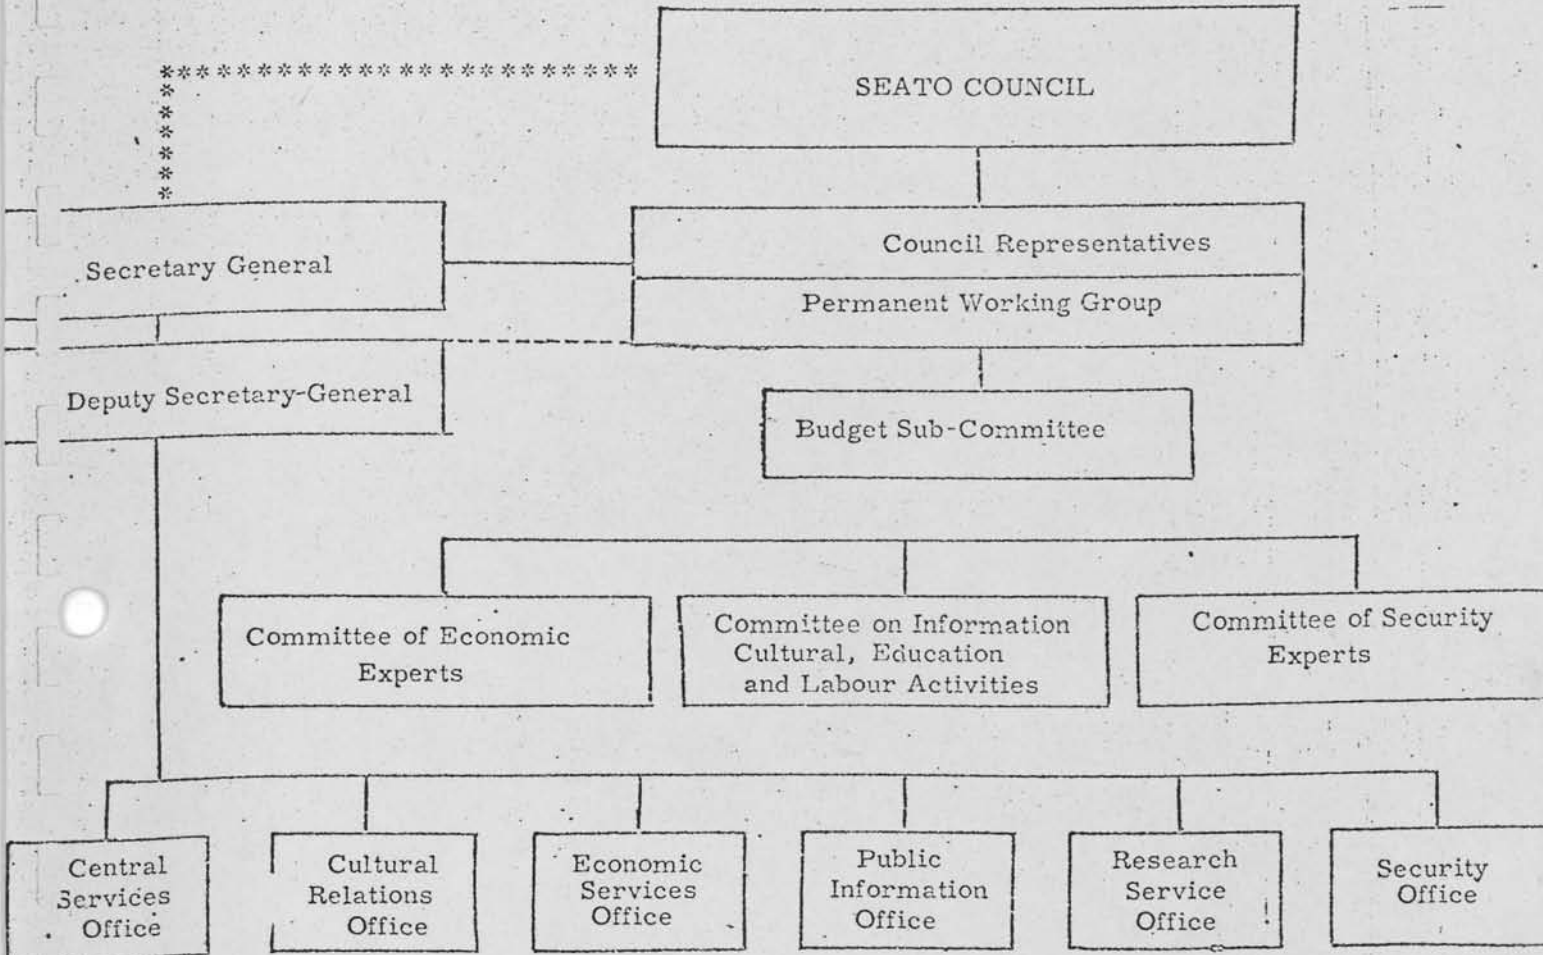 SEATO COUNCIL
Secretary General
Council Representatives
Permanent Working Group
Deputy Secretary-General
Budget Sub-Committee
Committee of Economic
Experts
Committee on Information
Cultural, Education
and Labour Activities
Committee of Security
Experts
Central
Services
Office
Cultural
Relations
Office
Economic
Services
Office
Public
Information
Office
Research
Service
Office
Security
Office